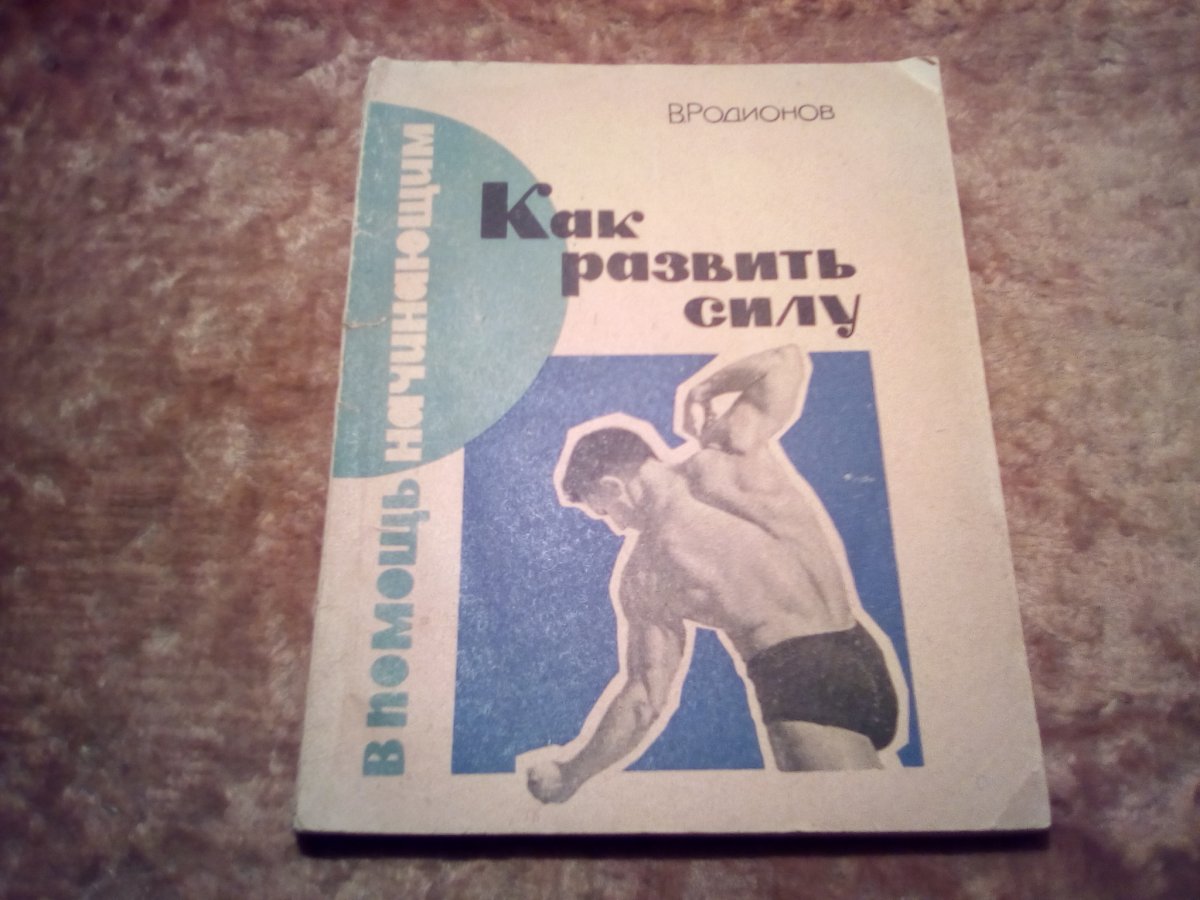 В.Родионов
Как
развить
силу
в помощь начинающим